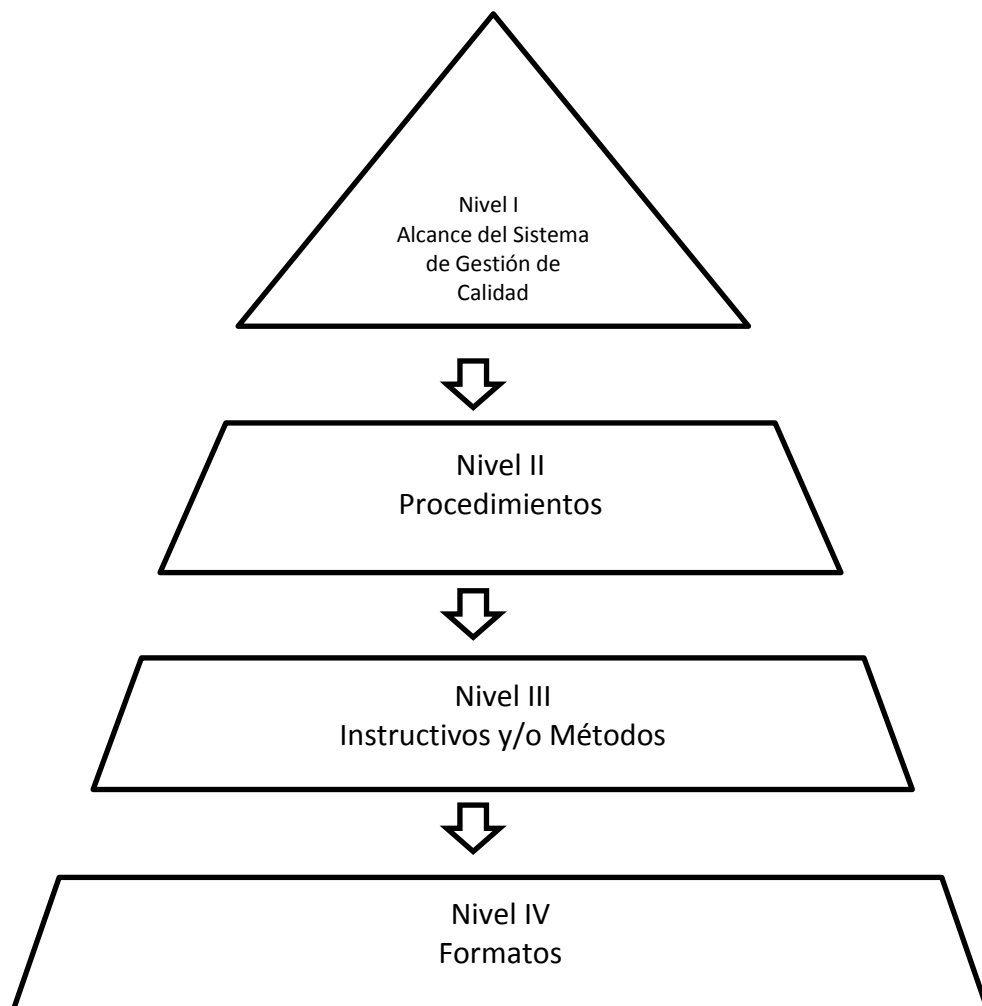 Nivel I
Alcance del Sistema
de Gestión de
Calidad
Nivel II
Procedimientos
Nivel III
Instructivos y/o Métodos
Nivel IV
Formatos